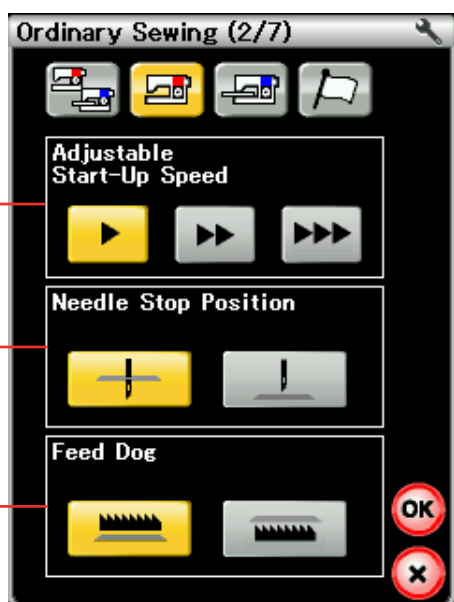 Ordinary Sewing (2/7)
Adjustable
Start-Up Speed
Needle Stop Position
Feed Dog
OK